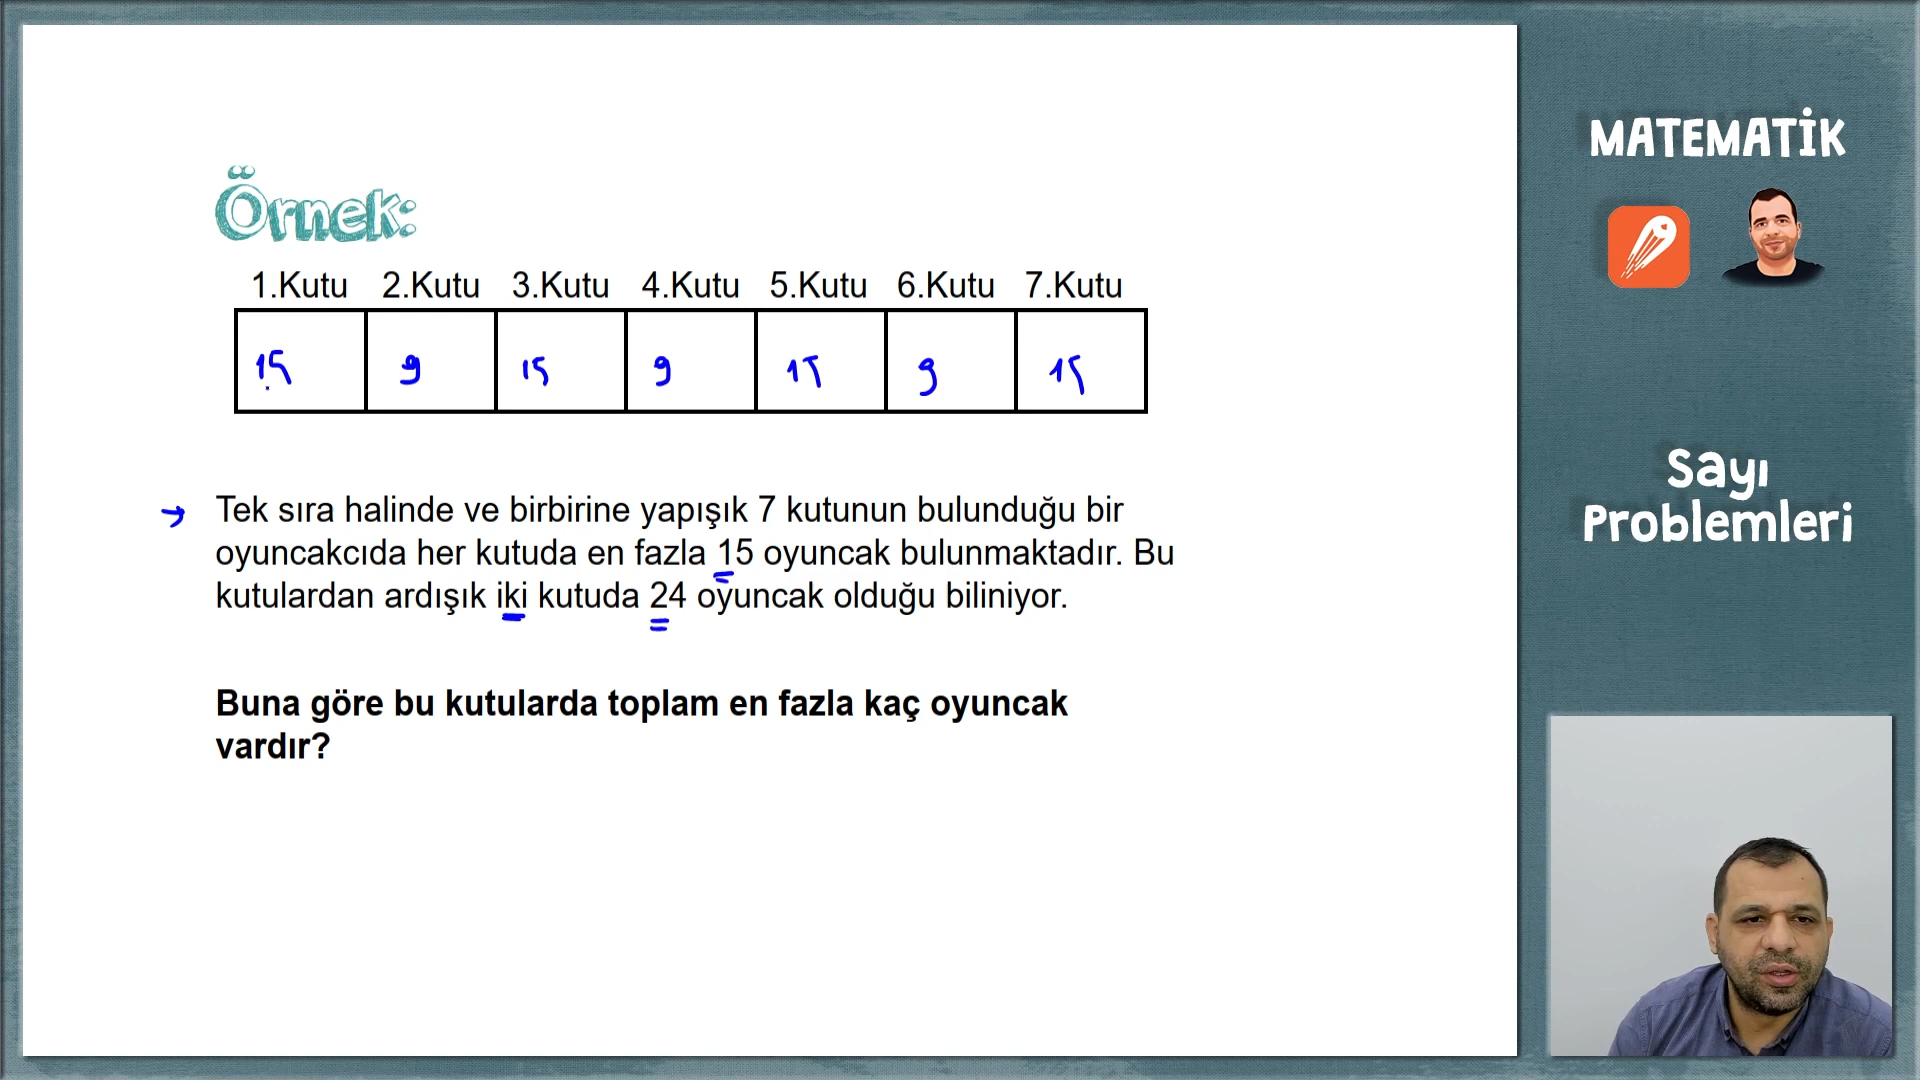 MATEMATİK
Örnek:
1.Kutu 2.Kutu 3.Kutu 4.Kutu 5.Kutu 6.Kutu 7.Kutu
15 9 15 9 15 9 15
Tek sıra halinde ve birbirine yapışık 7 kutunun bulunduğu bir
oyuncakcıda her kutuda en fazla 15 oyuncak bulunmaktadır. Bu
kutulardan ardışık iki kutuda 24 oyuncak olduğu biliniyor.
Buna göre bu kutularda toplam en fazla kaç oyuncak
vardır?
Sayı
Problemleri